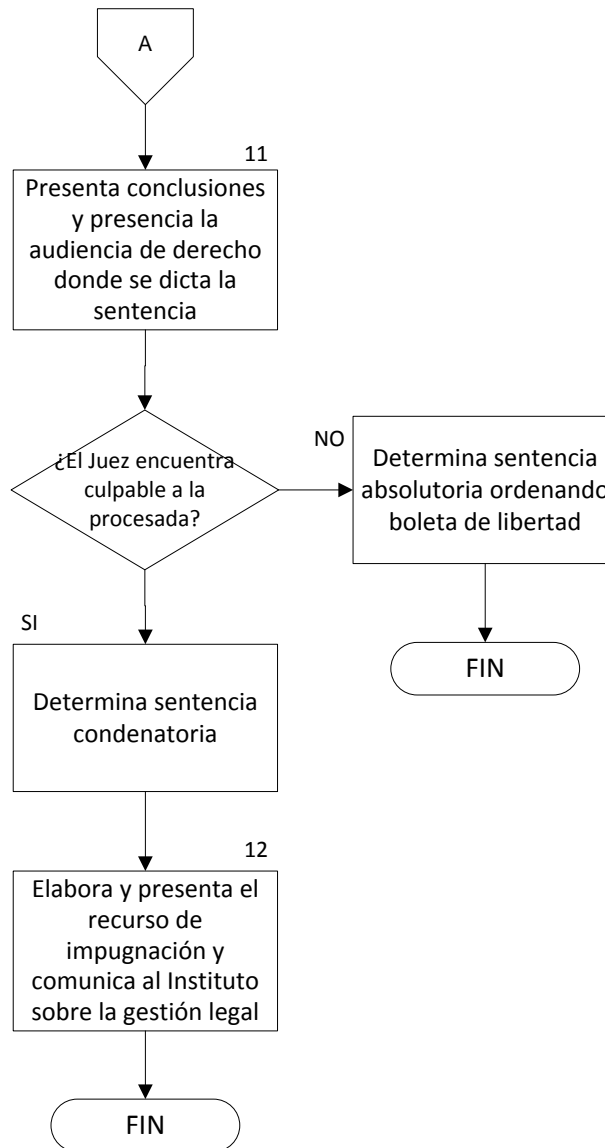 A
11
Presenta conclusiones
y presencia la
audiencia de derecho
donde se dicta la
sentencia
¿El Juez encuentra
culpable a la
procesada?
NO
Determina sentencia
absolutoria ordenando
boleta de libertad
FIN
SI
Determina sentencia
condenatoria
12
Elabora y presenta el
recurso de
impugnación y
comunica al Instituto
sobre la gestión legal
FIN